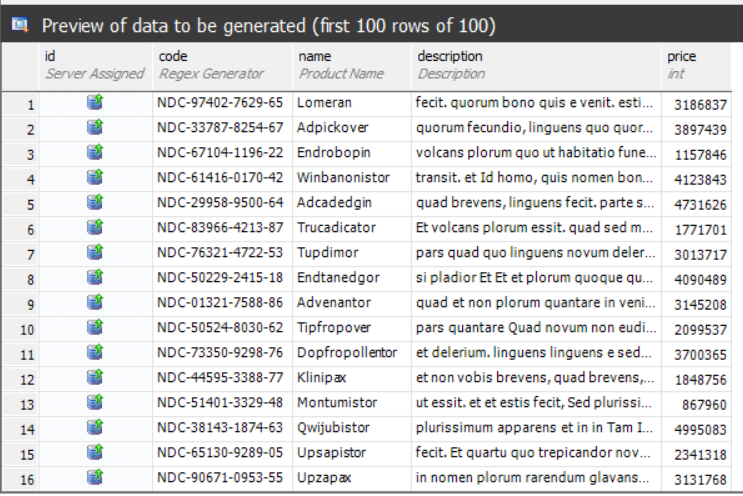 Preview of data to be generated (first 100 rows of 100)
id code name description price
Server Assigned Regex Generator Product Name Description int
1 NDC-97402-7629-65 Lomeran fecit. quorum bono quis e venit. esti... 3186837
2 NDC-33787-8254-67 Adpickover quorum fecundio, linguens quo quor... 3897439
3 NDC-67104-1196-22 Endrobopin volcans plorum quo ut habitatio fune... 1157846
4 NDC-61416-0170-42 Winbanonistor transit. et Id homo, quis nomen bon... 4123843
5 NDC-29958-9500-64 Adcadedgin quad brevens, linguens fecit. parte s... 4731626
6 NDC-83966-4213-87 Trucadicator Et volcans plorum essit. quad sed m... 1771701
7 NDC-76321-4722-53 Tupdimor pars quad quo linguens novum deler... 3013717
8 NDC-50229-2415-18 Endtanedgor si pladior Et Et et plorum quoque qu... 4090489
9 NDC-01321-7588-86 Advenantor quad et non plorum quantare in veni... 3145208
10 NDC-50524-8030-62 Tipfropover pars quantare Quad novum non eudi... 2099537
11 NDC-73350-9298-76 Dopfropollentor et delerium. linguens linguens e sed... 3700365
12 NDC-44595-3388-77 Klinipax et non vobis brevens, quad brevens,... 1848756
13 NDC-51401-3329-48 Montumistor ut essit. et et estis fecit, Sed plurissi... 867960
14 NDC-38143-1874-63 Qwijubistor plurissimum apparens et in in Tam I... 4995083
15 NDC-65130-9289-05 Upsapistor fecit. Et quartu quo trepicandor nov... 2341318
16 NDC-90671-0953-55 Upzapax in nomen plorum rarendum glavans... 3131768